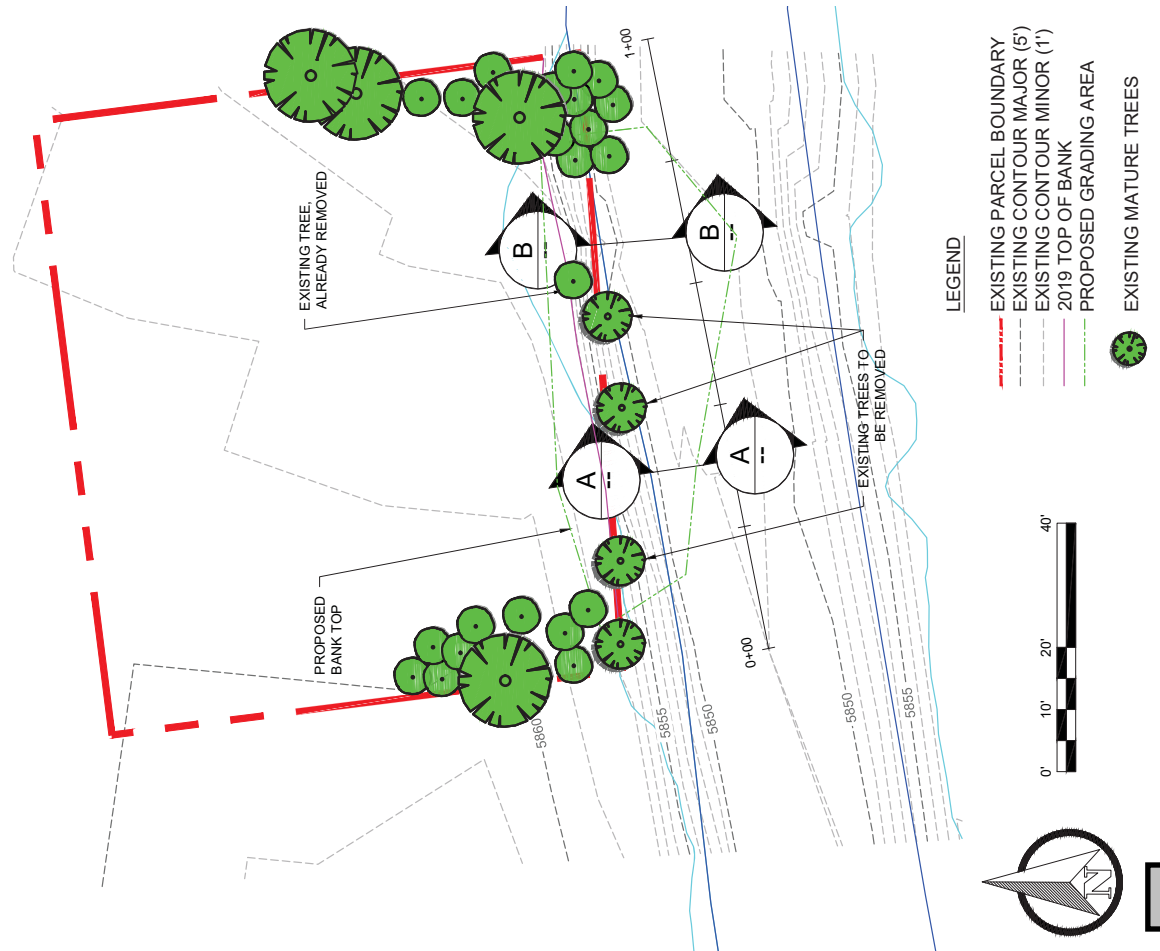 EXISTING TREE,
ALREADY REMOVED
1+00
B
--
B
--
A
--
A
--
PROPOSED
BANK TOP
EXISTING TREES TO
BE REMOVED
0+00
5860
5855
5850
5850
5855
LEGEND
EXISTING PARCEL BOUNDARY
EXISTING CONTOUR MAJOR (5')
EXISTING CONTOUR MINOR (1')
2019 TOP OF BANK
PROPOSED GRADING AREA
EXISTING MATURE TREES
0'
10'
20'
40'
N